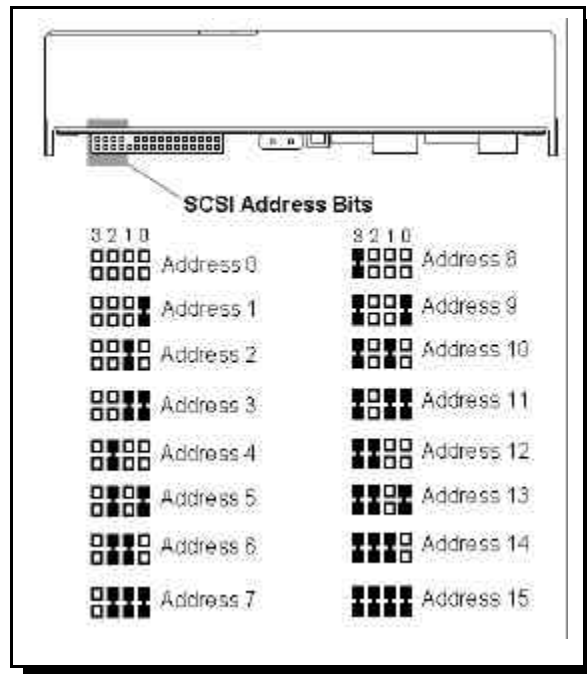 SCSI Address Bits
3 2 1 0
Address 0
Address 1
Address 2
Address 3
Address 4
Address 5
Address 6
Address 7
3 2 1 0
Address 8
Address 9
Address 10
Address 11
Address 12
Address 13
Address 14
Address 15